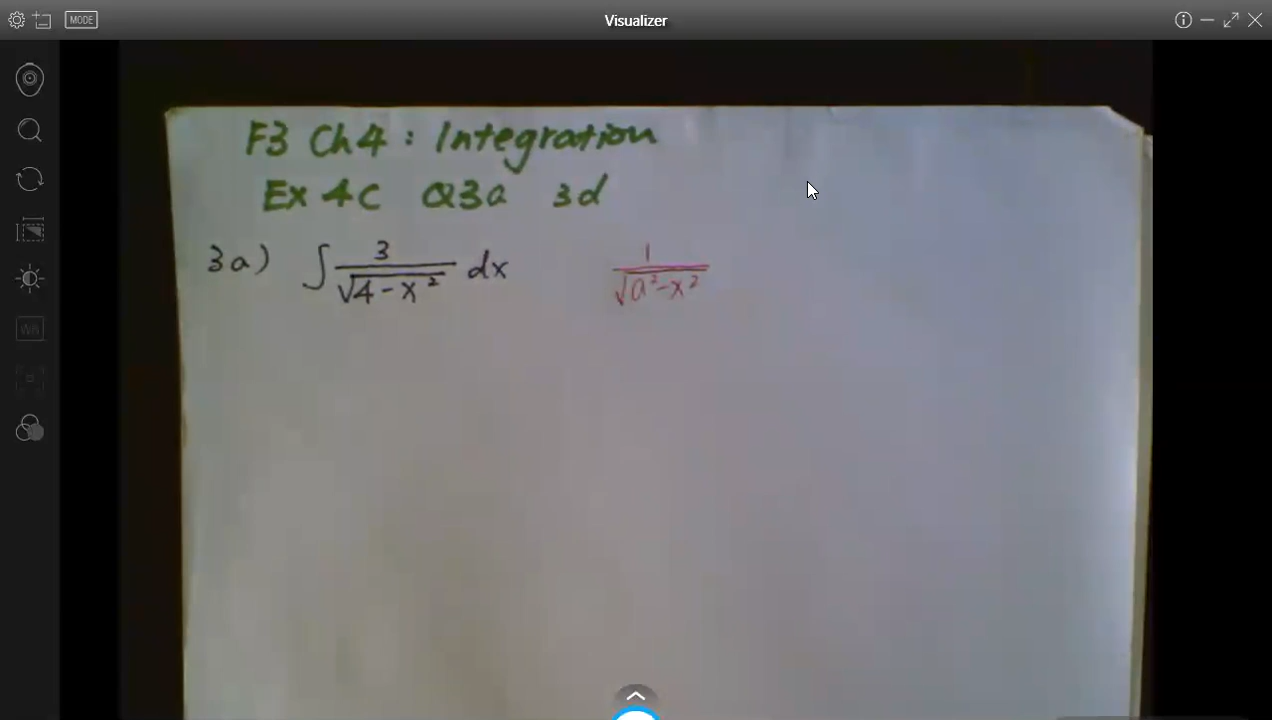 MODE
Visualizer
F3 Ch4 : Integration
Ex 4C Q3a 3d
3a) ∫ 3/√(4-x²) dx
1/√(a²-x²)